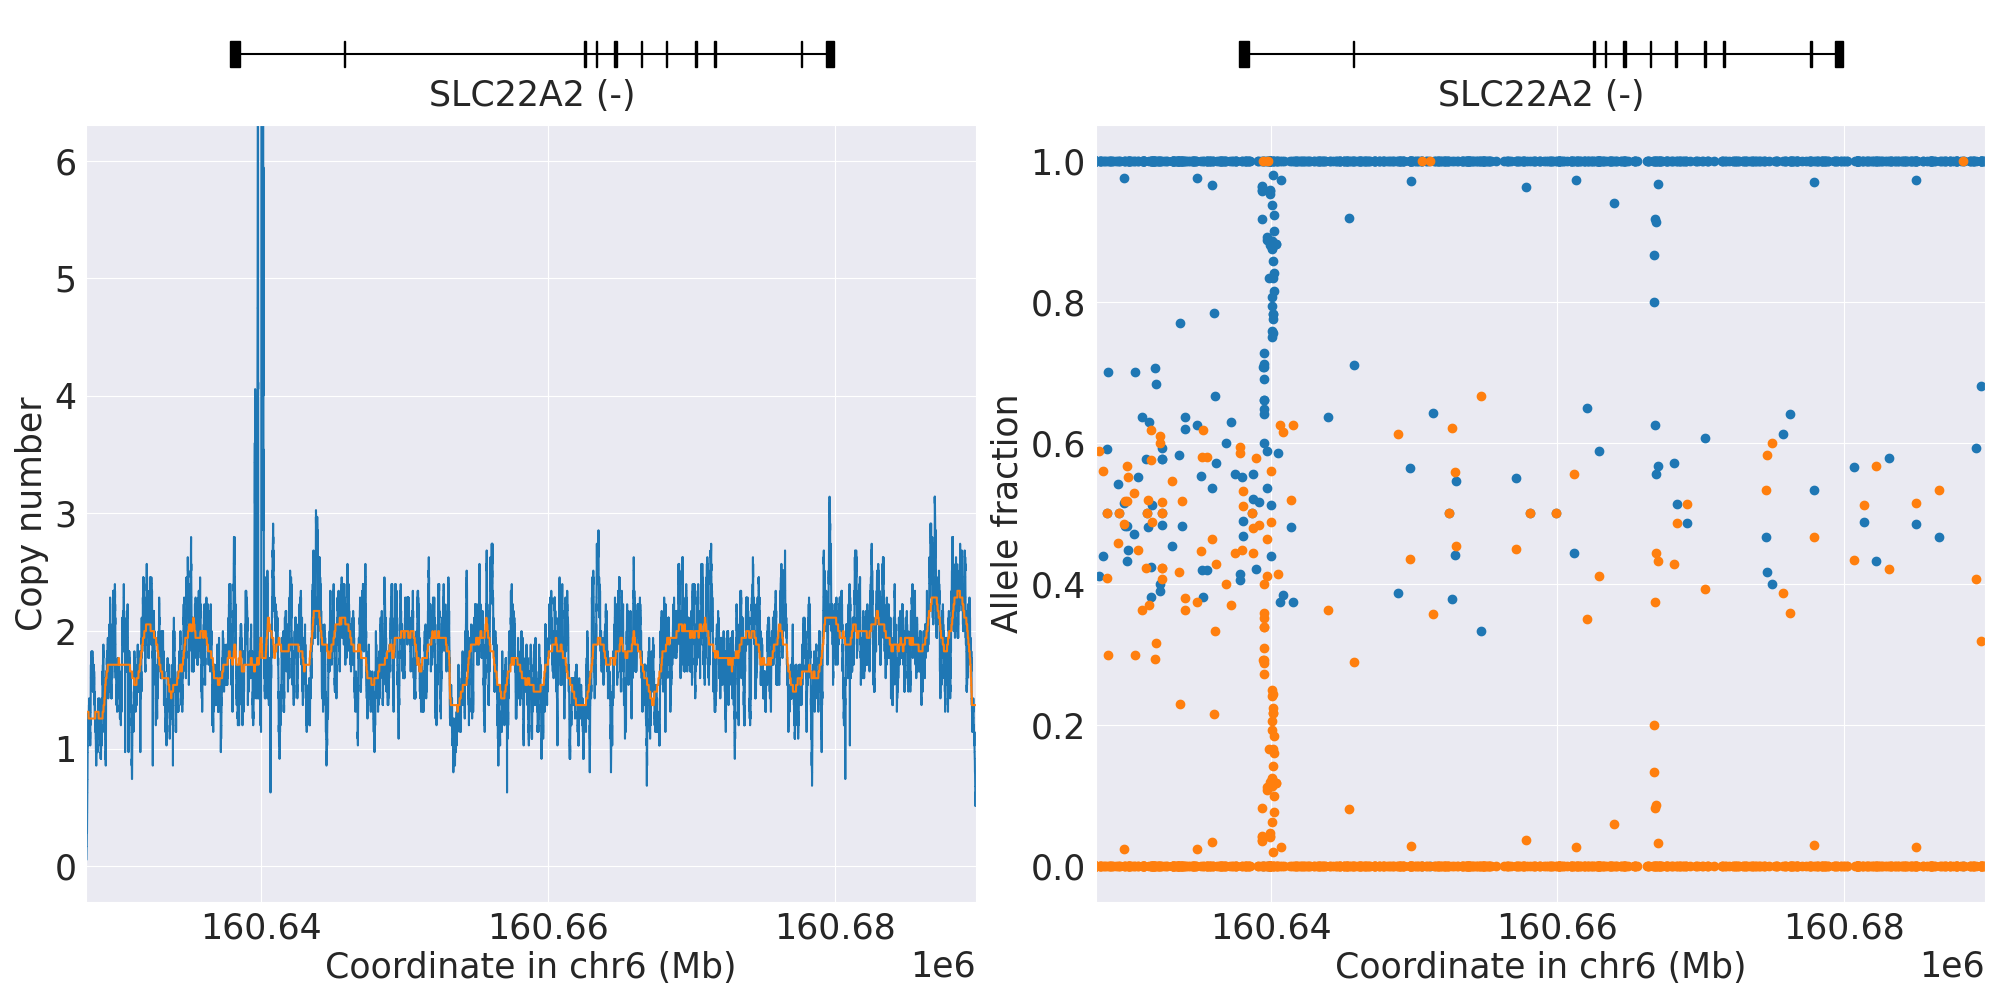 SLC22A2 (-)
6
5
4
3
2
1
0
Copy number
160.64 160.66 160.68
Coordinate in chr6 (Mb)
1e6
SLC22A2 (-)
1.0
0.8
0.6
0.4
0.2
0.0
Allele fraction
160.64 160.66 160.68
Coordinate in chr6 (Mb)
1e6